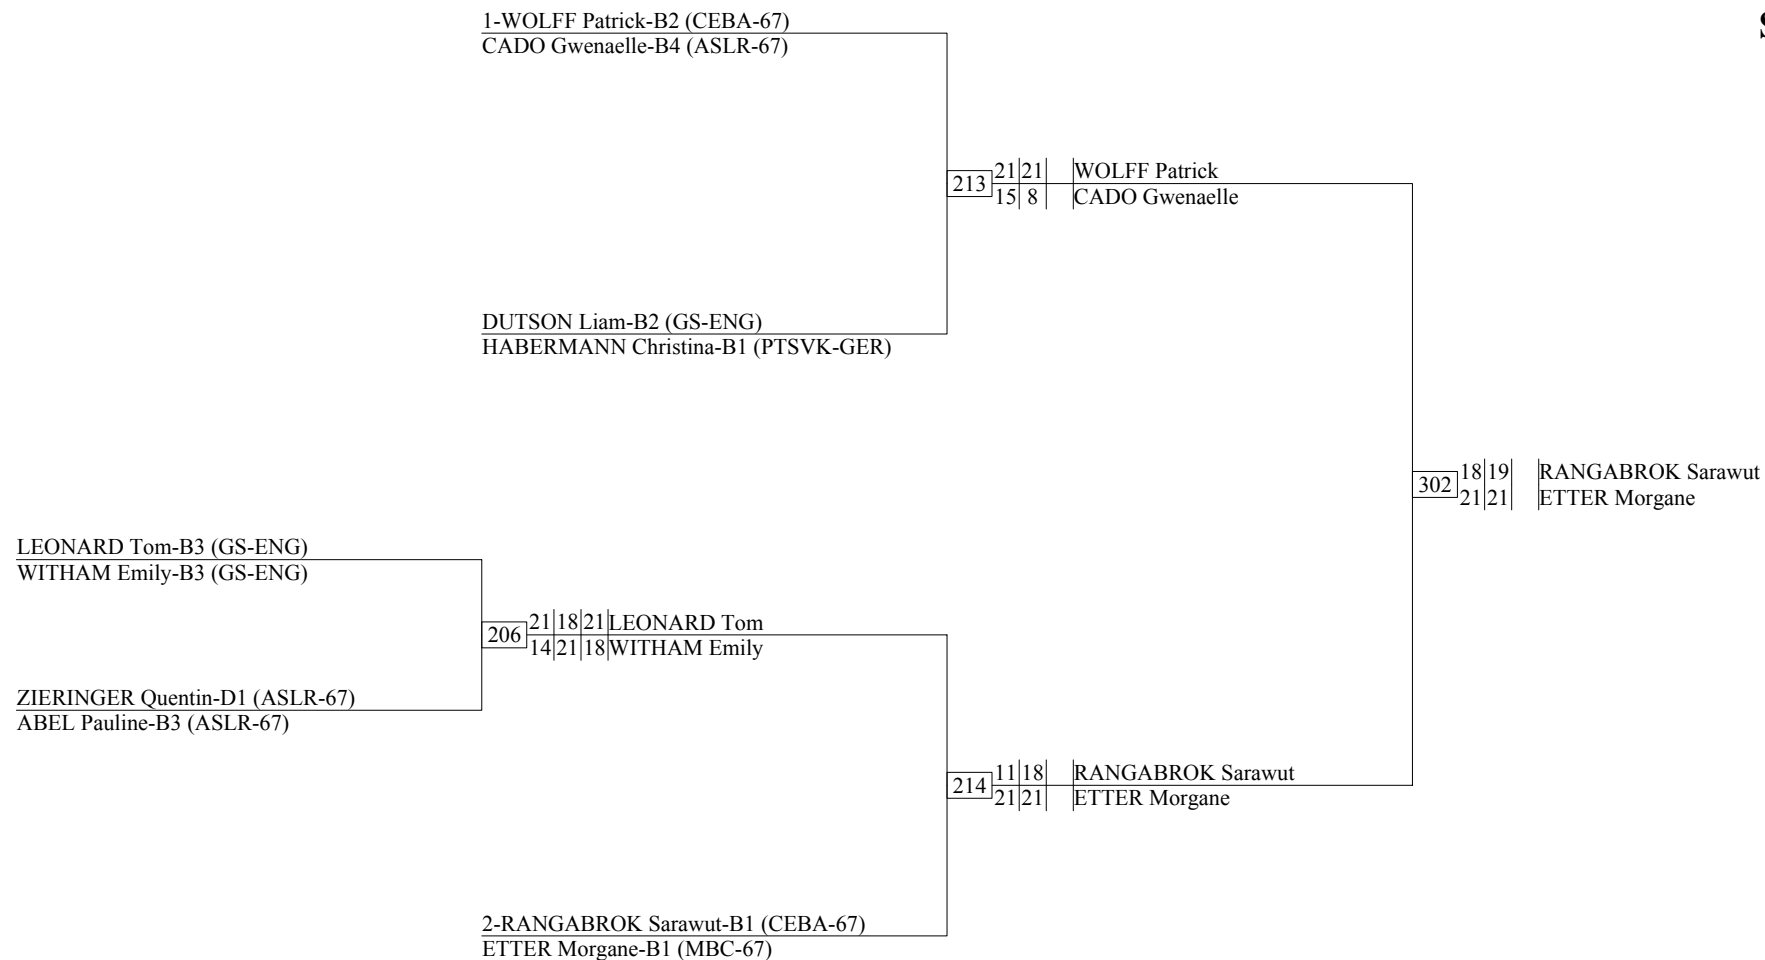 1-WOLFF Patrick-B2 (CEBA-67)
CADO Gwenaelle-B4 (ASLR-67)
213 21 21 WOLFF Patrick
15 8 CADO Gwenaelle
DUTSON Liam-B2 (GS-ENG)
HABERMANN Christina-B1 (PTSVK-GER)
302 18 19 RANGABROK Sarawut
21 21 ETTER Morgane
LEONARD Tom-B3 (GS-ENG)
WITHAM Emily-B3 (GS-ENG)
206 21 18 21 LEONARD Tom
14 21 18 WITHAM Emily
ZIERINGER Quentin-D1 (ASLR-67)
ABEL Pauline-B3 (ASLR-67)
214 11 18 RANGABROK Sarawut
21 21 ETTER Morgane
2-RANGABROK Sarawut-B1 (CEBA-67)
ETTER Morgane-B1 (MBC-67)